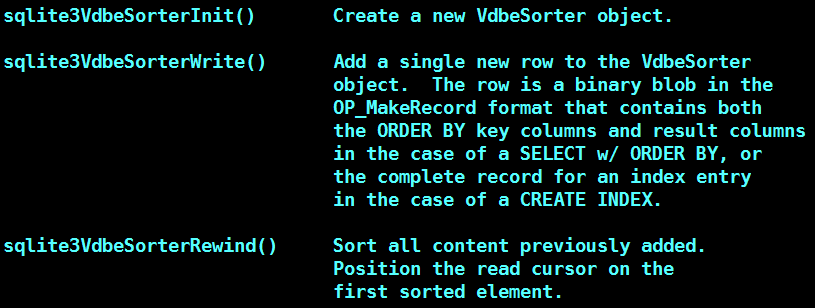 sqlite3VdbeSorterInit()       Create a new VdbeSorter object.
sqlite3VdbeSorterWrite()      Add a single new row to the VdbeSorter
                              object.  The row is a binary blob in the
                              OP_MakeRecord format that contains both
                              the ORDER BY key columns and result columns
                              in the case of a SELECT w/ ORDER BY, or
                              the complete record for an index entry
                              in the case of a CREATE INDEX.
sqlite3VdbeSorterRewind()     Sort all content previously added.
                              Position the read cursor on the
                              first sorted element.